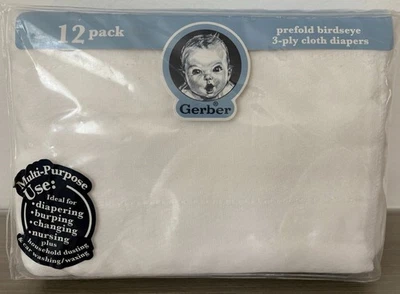 12 pack
prefold birdseye
3-ply cloth diapers
Gerber
Multi-Purpose
Use:
Ideal for
•diapering
•burping
•changing
•nursing
plus
household dusting
& car washing/waxing